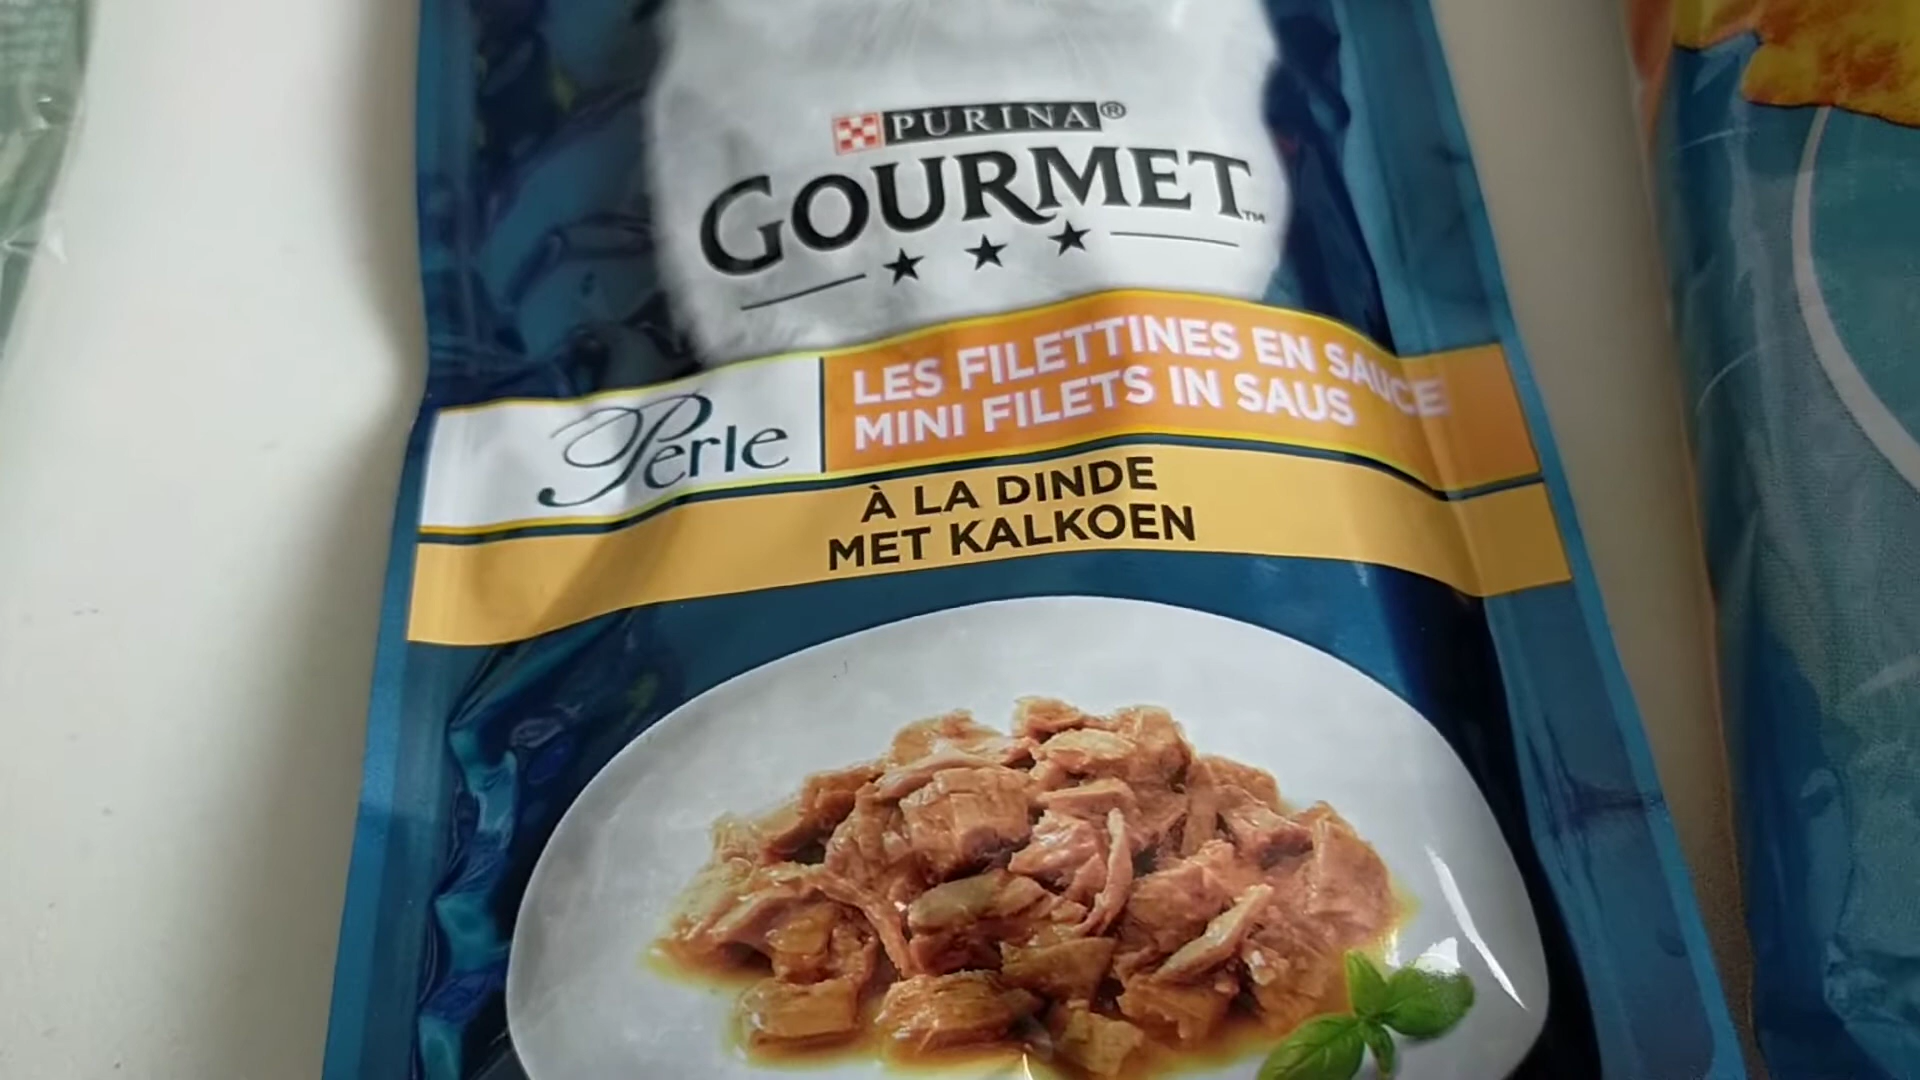 PURINA®
GOURMET™
Perle
LES FILETTINES EN SAUCE
MINI FILETS IN SAUS
À LA DINDE
MET KALKOEN